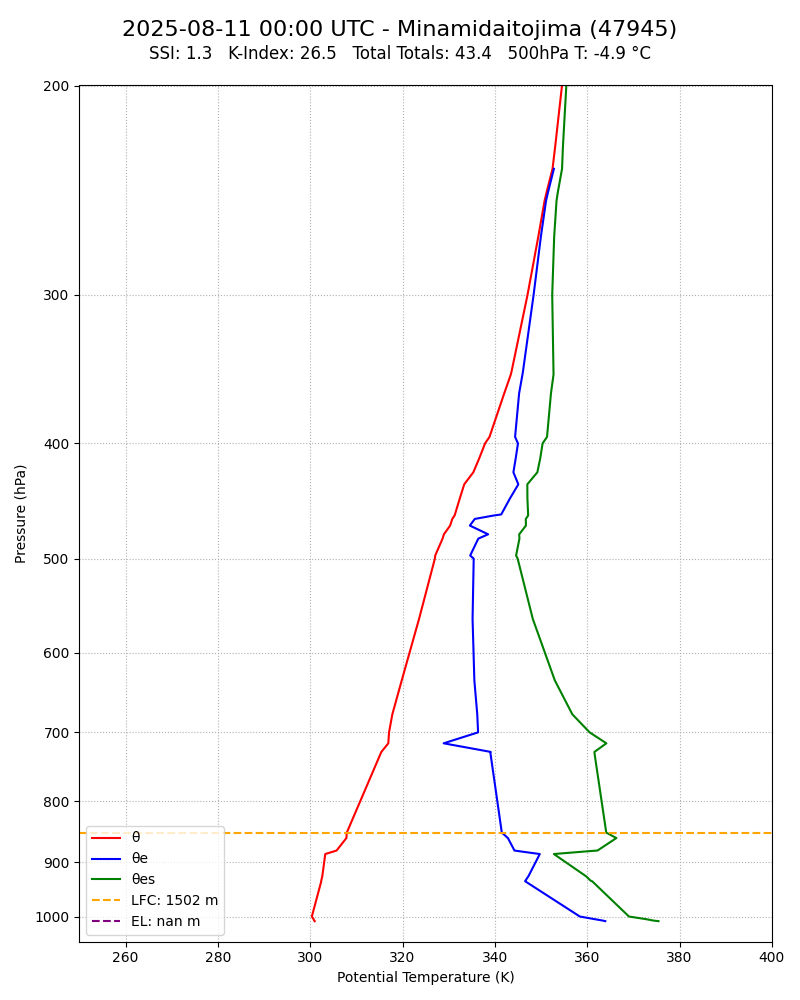 2025-08-11 00:00 UTC - Minamidaitojima (47945)
SSI: 1.3   K-Index: 26.5   Total Totals: 43.4   500hPa T: -4.9 °C
200
300
400
500
600
700
800
900
1000
Pressure (hPa)
θ
θe
θes
LFC: 1502 m
EL: nan m
260
280
300
320
340
360
380
400
Potential Temperature (K)